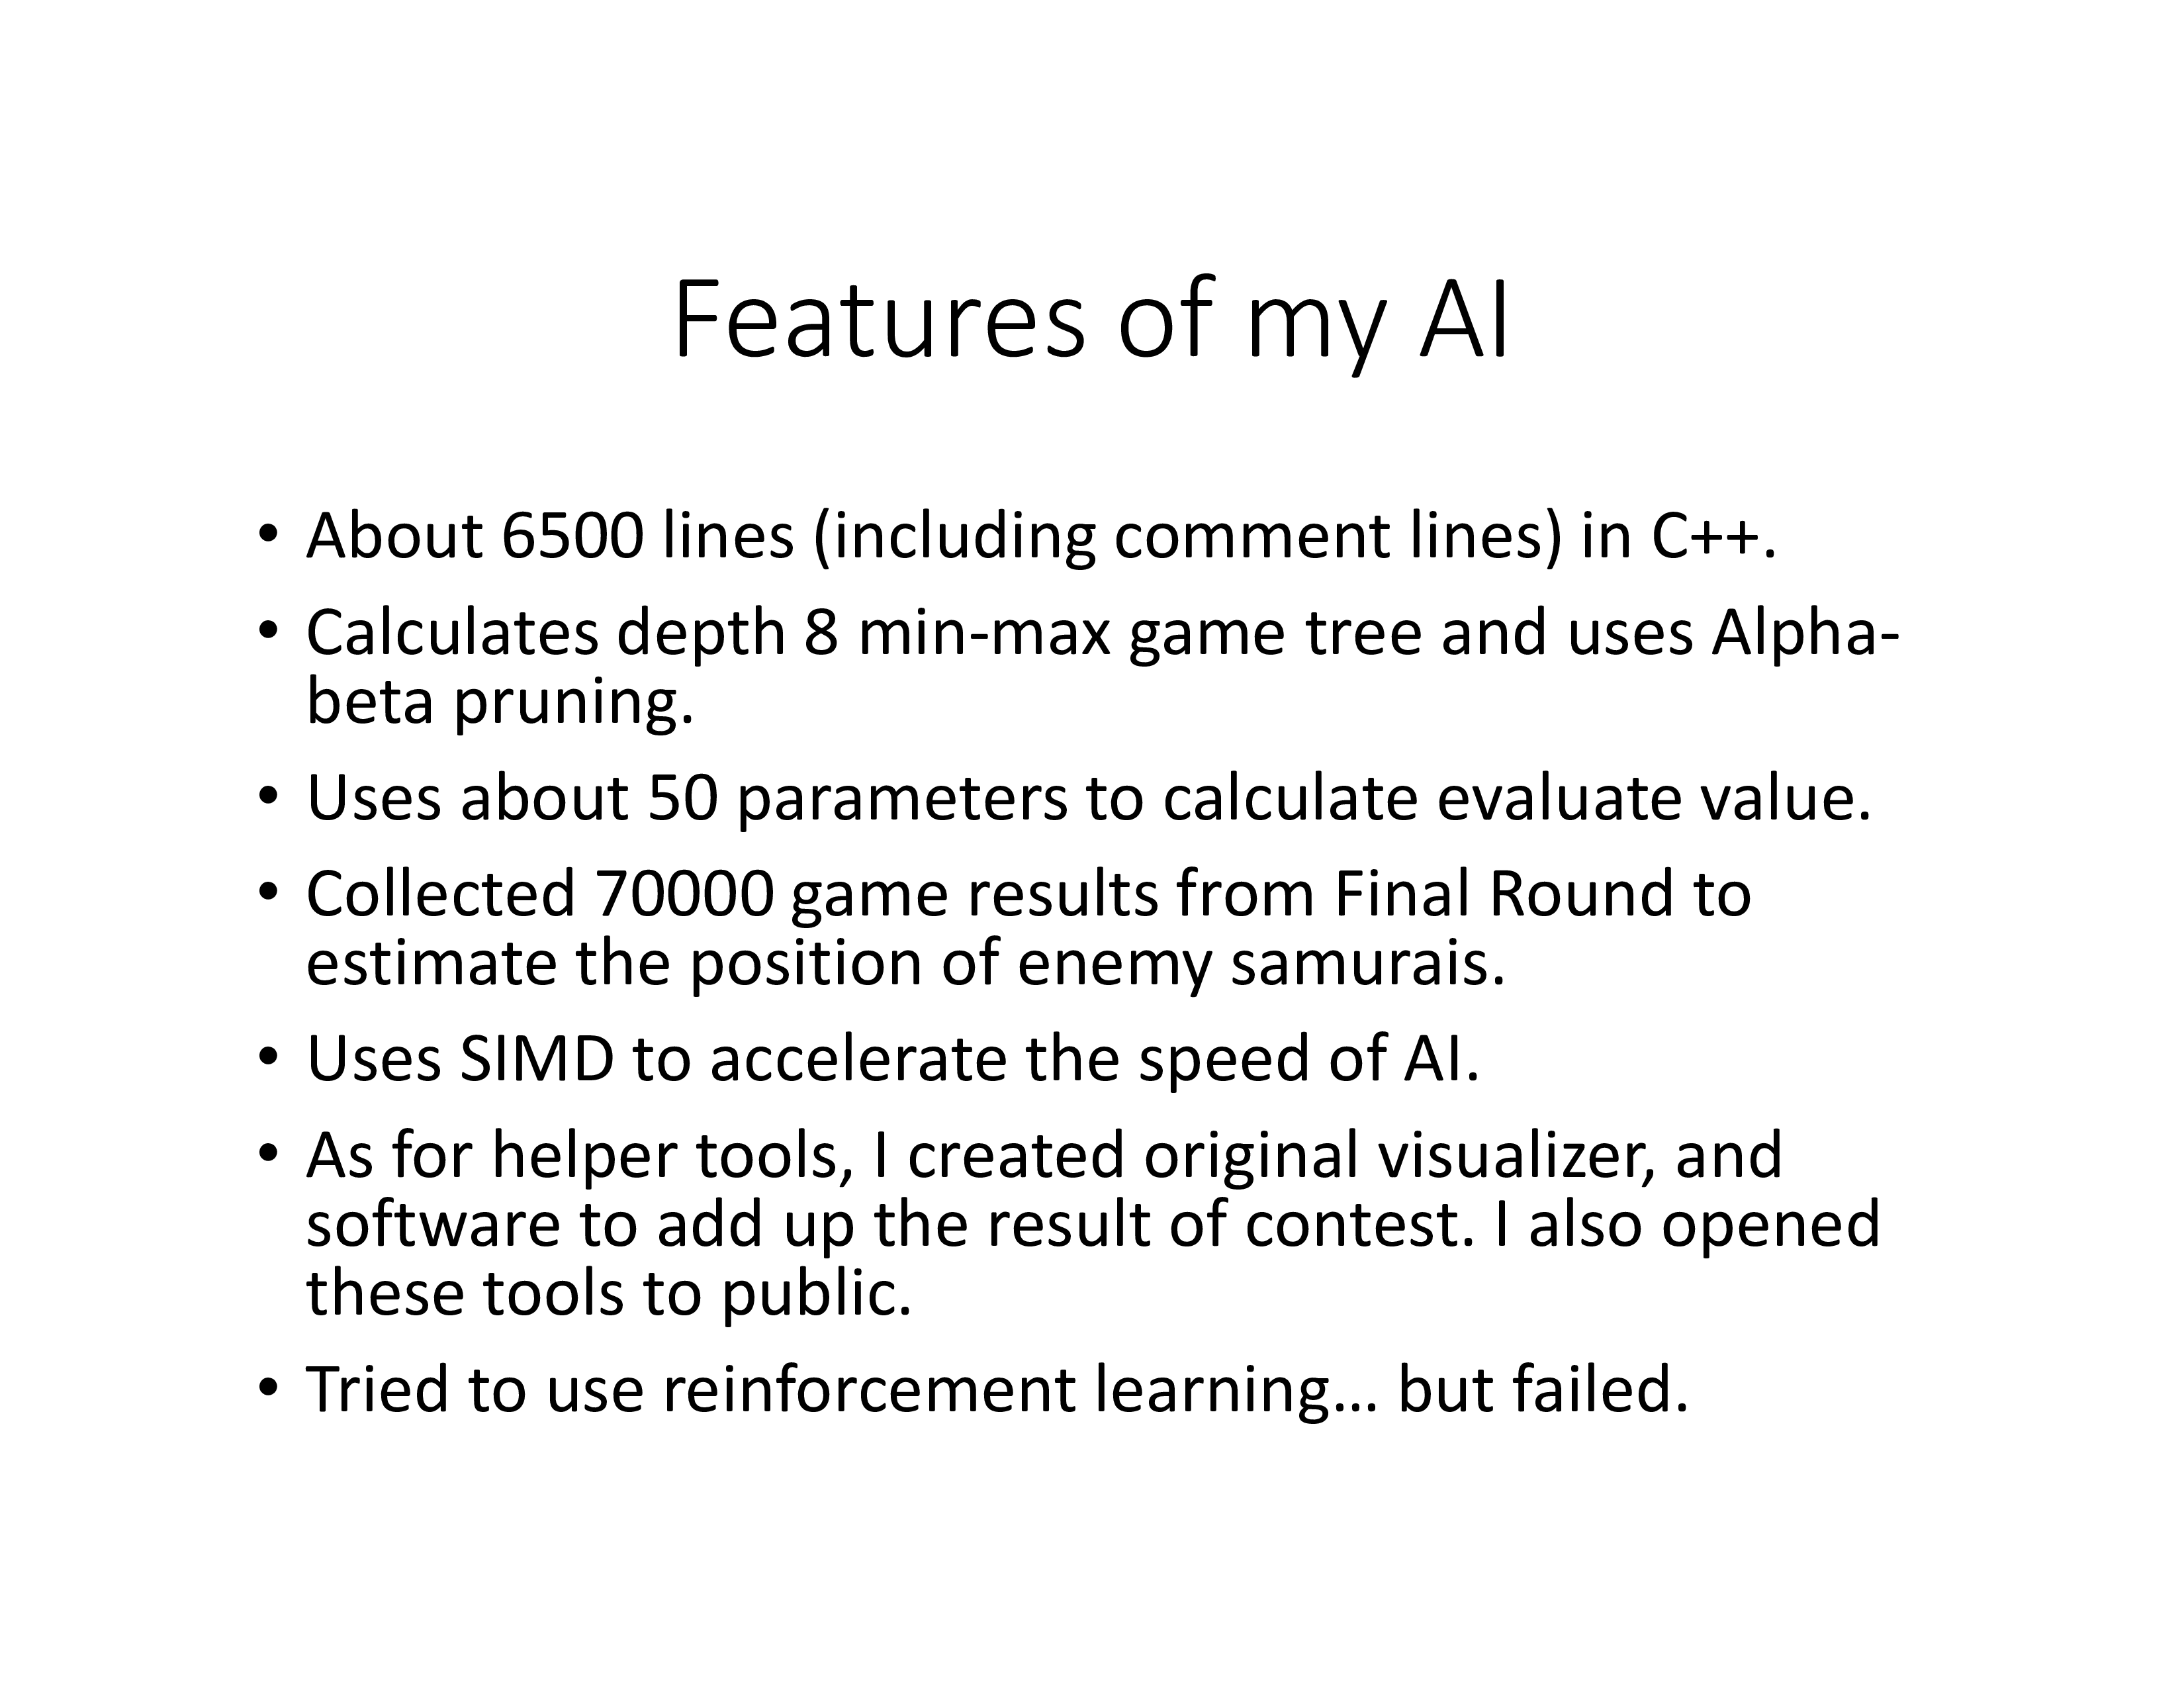 Features of my AI
• About 6500 lines (including comment lines) in C++.
• Calculates depth 8 min-max game tree and uses Alpha-
beta pruning.
• Uses about 50 parameters to calculate evaluate value.
• Collected 70000 game results from Final Round to
estimate the position of enemy samurais.
• Uses SIMD to accelerate the speed of AI.
• As for helper tools, I created original visualizer, and
software to add up the result of contest. I also opened
these tools to public.
• Tried to use reinforcement learning... but failed.